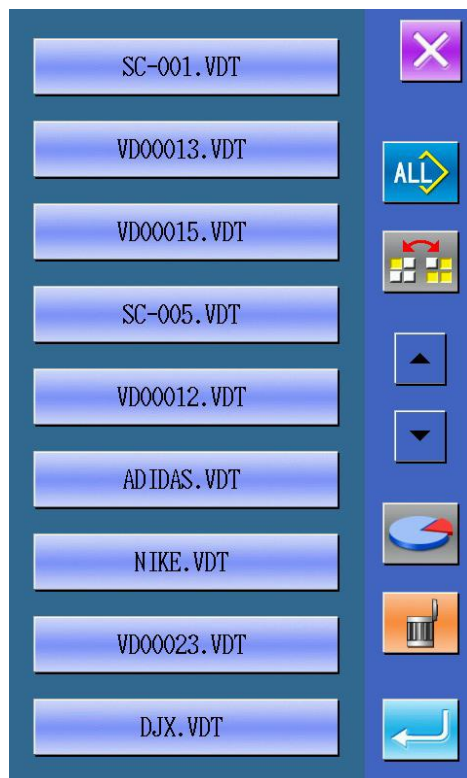 SC-001.VDT
VD00013.VDT
ALL
VD00015.VDT
SC-005.VDT
VD00012.VDT
ADIDAS.VDT
NIKE.VDT
VD00023.VDT
DJX.VDT